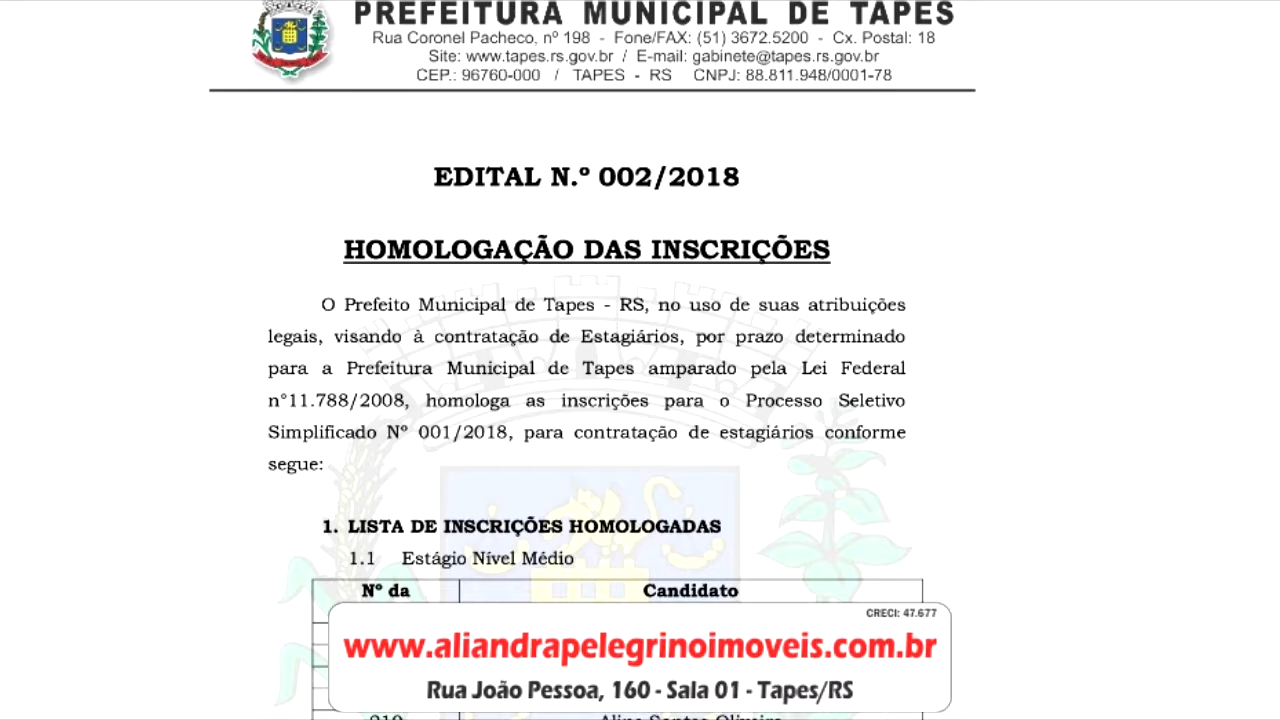 PREFEITURA MUNICIPAL DE TAPES
Rua Coronel Pacheco, nº 198 - Fone/FAX: (51) 3672.5200 - Cx. Postal: 18
Site: www.tapes.rs.gov.br / E-mail: gabinete@tapes.rs.gov.br
CEP.: 96760-000 / TAPES - RS CNPJ: 88.811.948/0001-78
EDITAL N.º 002/2018
HOMOLOGAÇÃO DAS INSCRIÇÕES
O Prefeito Municipal de Tapes - RS, no uso de suas atribuições
legais, visando à contratação de Estagiários, por prazo determinado
para a Prefeitura Municipal de Tapes amparado pela Lei Federal
n°11.788/2008, homologa as inscrições para o Processo Seletivo
Simplificado Nº 001/2018, para contratação de estagiários conforme
segue:
1. LISTA DE INSCRIÇÕES HOMOLOGADAS
1.1 Estágio Nível Médio
Nº da Candidato
CRECI: 47.677
www.aliandrapelegrinoimoveis.com.br
Rua João Pessoa, 160 - Sala 01 - Tapes/RS